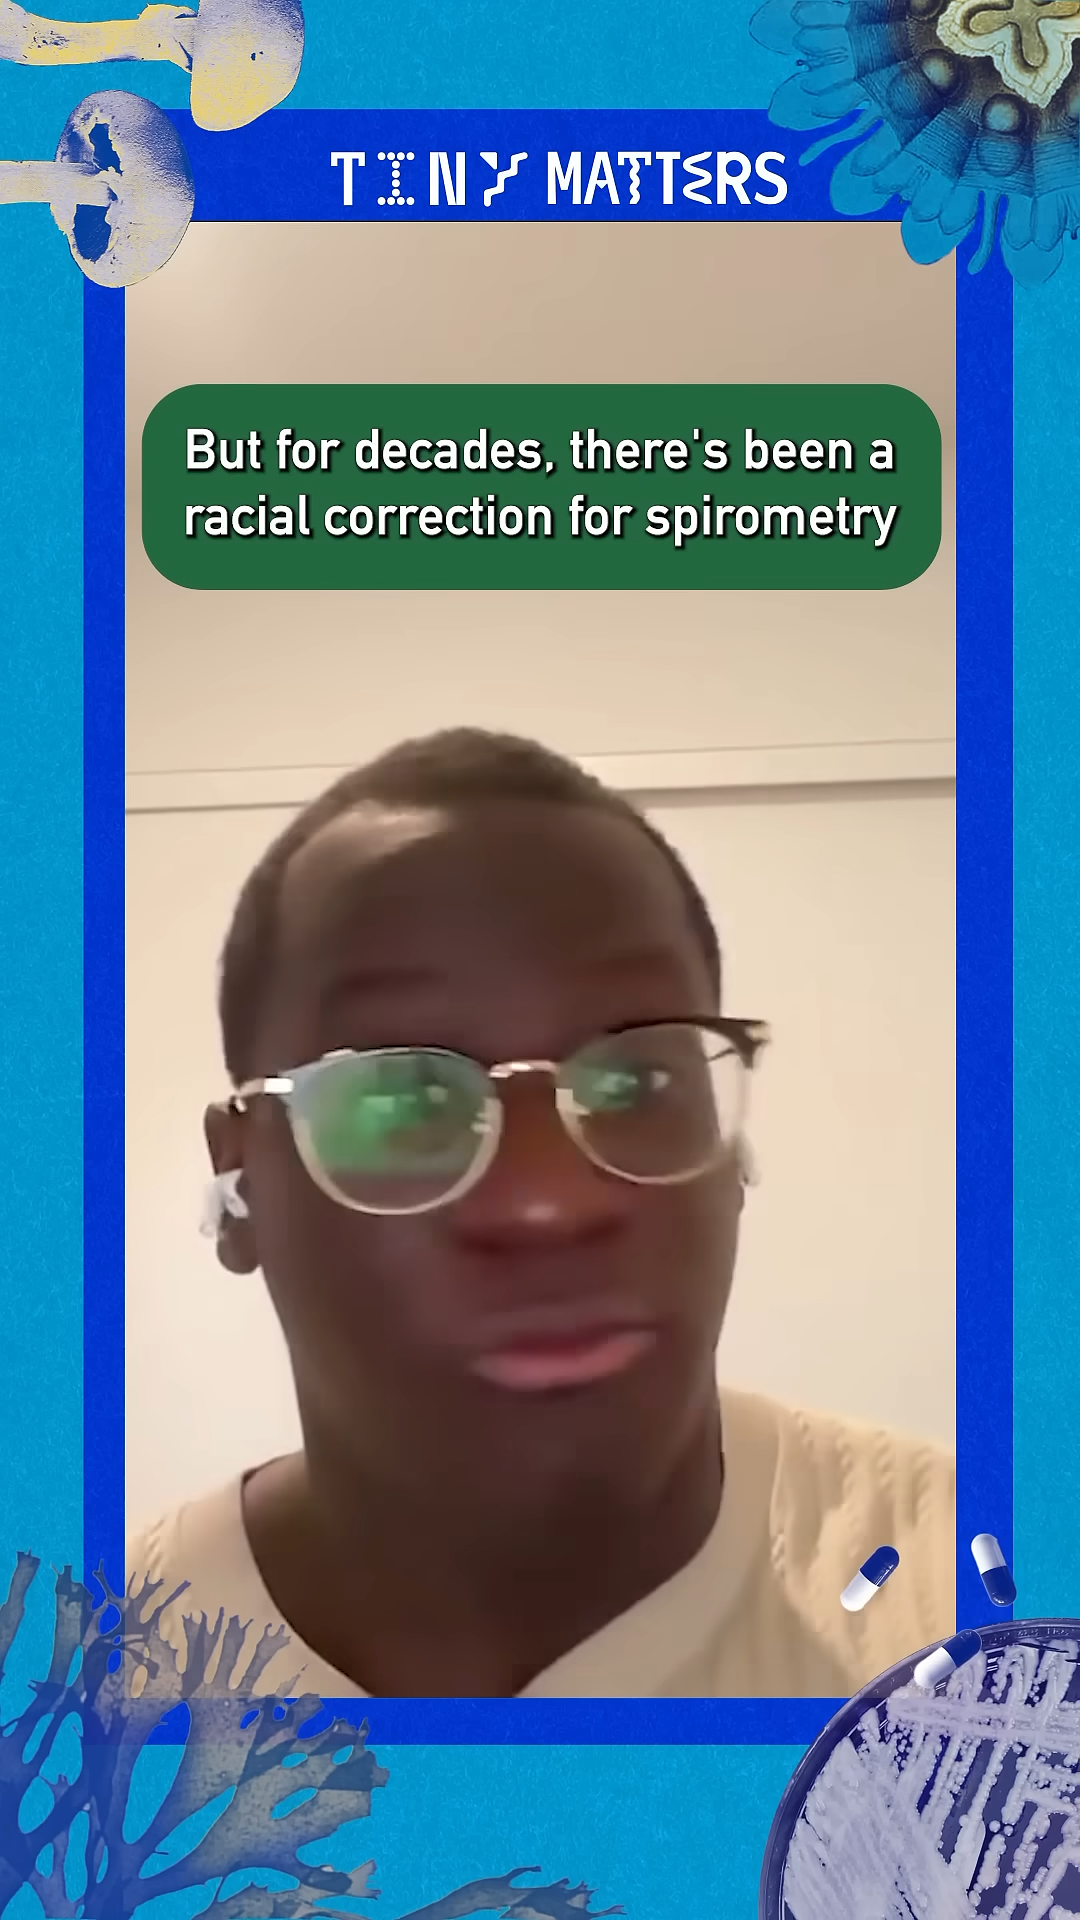 TINY MATTERS
But for decades, there's been a
racial correction for spirometry